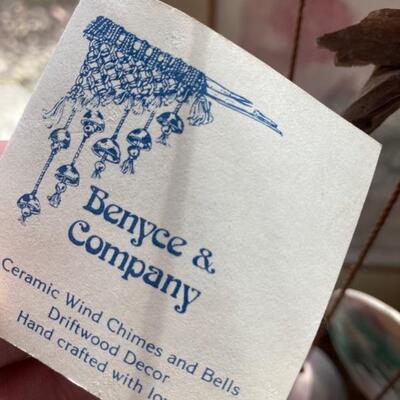 Benyce &
Company
Ceramic Wind Chimes and Bells
Driftwood Decor
Hand crafted with